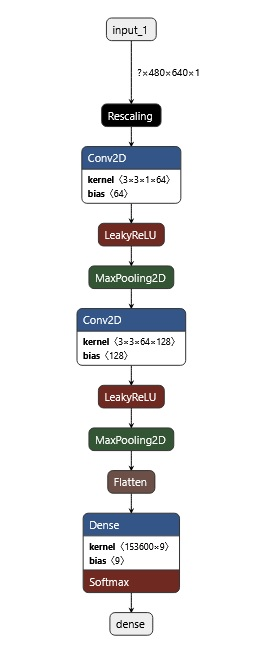 input_1
?×480×640×1
Rescaling
Conv2D
kernel 〈3×3×1×64〉
bias 〈64〉
LeakyReLU
MaxPooling2D
Conv2D
kernel 〈3×3×64×128〉
bias 〈128〉
LeakyReLU
MaxPooling2D
Flatten
Dense
kernel 〈153600×9〉
bias 〈9〉
Softmax
dense